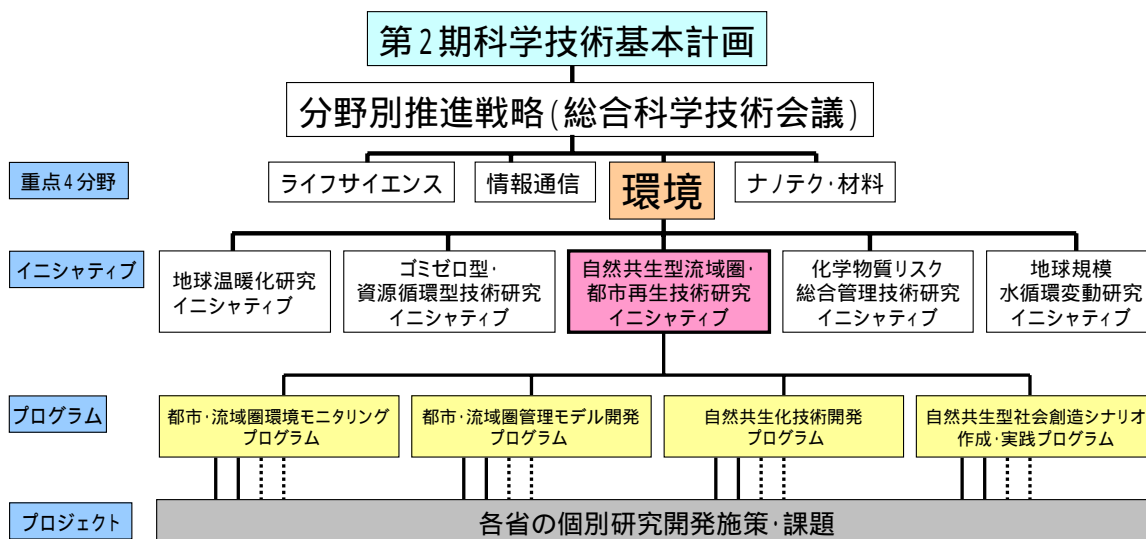 第2期科学技術基本計画
分野別推進戦略(総合科学技術会議)
重点4分野
ライフサイエンス
情報通信
環境
ナノテク・材料
イニシャティブ
地球温暖化研究
イニシャティブ
ゴミゼロ型・
資源循環型技術研究
イニシャティブ
自然共生型流域圏・
都市再生技術研究
イニシャティブ
化学物質リスク
総合管理技術研究
イニシャティブ
地球規模
水循環変動研究
イニシャティブ
プログラム
都市・流域圏環境モニタリング
プログラム
都市・流域圏管理モデル開発
プログラム
自然共生化技術開発
プログラム
自然共生型社会創造シナリオ
作成・実践プログラム
プロジェクト
各省の個別研究開発施策・課題